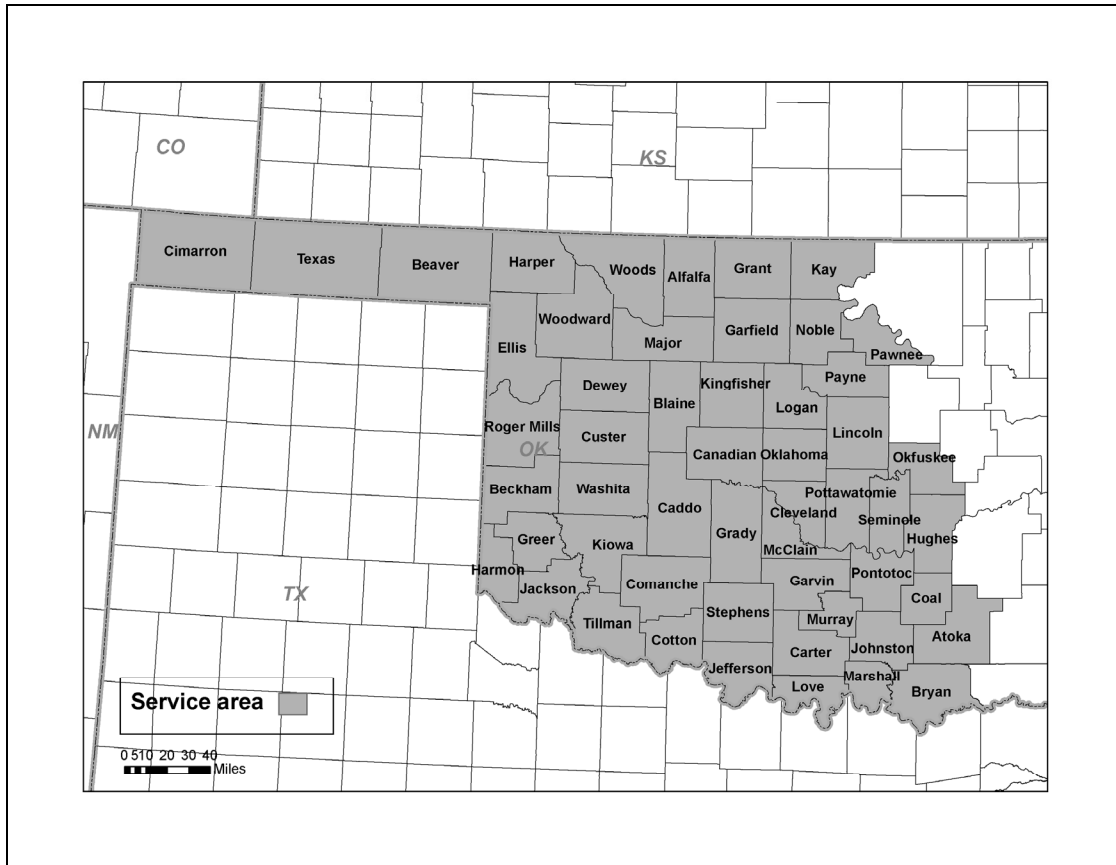 CO
KS
Cimarron
Texas
Beaver
Harper
Woods
Alfalfa
Grant
Kay
Woodward
Ellis
Major
Garfield
Noble
Pawnee
Dewey
Blaine
Kingfisher
Payne
Logan
NM
Roger Mills
OK
Custer
Canadian
Oklahoma
Lincoln
Okfuskee
Beckham
Washita
Caddo
Pottawatomie
Cleveland
Seminole
Hughes
Greer
Kiowa
Grady
McClain
Harmon
Jackson
Comanche
Garvin
Pontotoc
TX
Tillman
Cotton
Stephens
Murray
Coal
Atoka
Johnston
Carter
Jefferson
Love
Marshall
Bryan
Service area
0 510 20 30 40
Miles